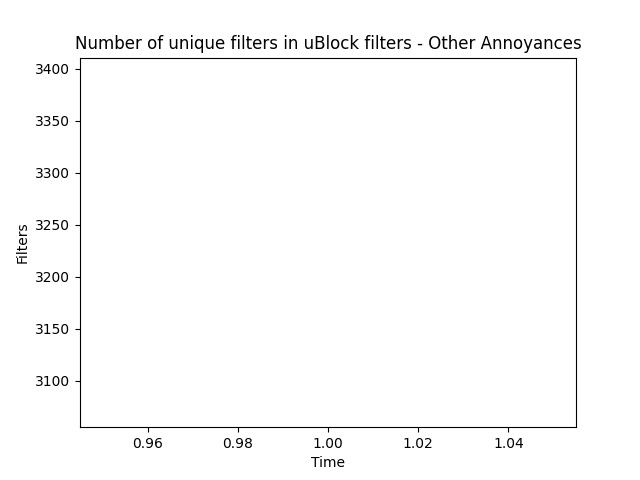 Number of unique filters in uBlock filters - Other Annoyances
3400
3350
3300
3250
3200
3150
3100
Filters
0.96 0.98 1.00 1.02 1.04
Time